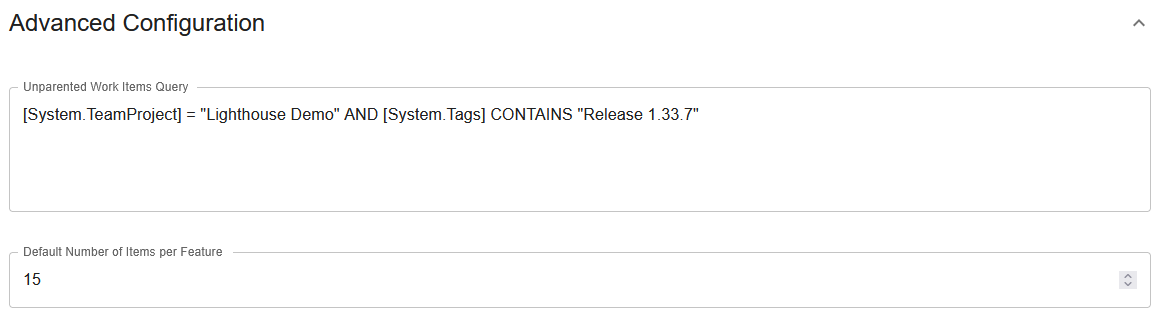 Advanced Configuration
Unparented Work Items Query
[System.TeamProject] = "Lighthouse Demo" AND [System.Tags] CONTAINS "Release 1.33.7"
Default Number of Items per Feature
15